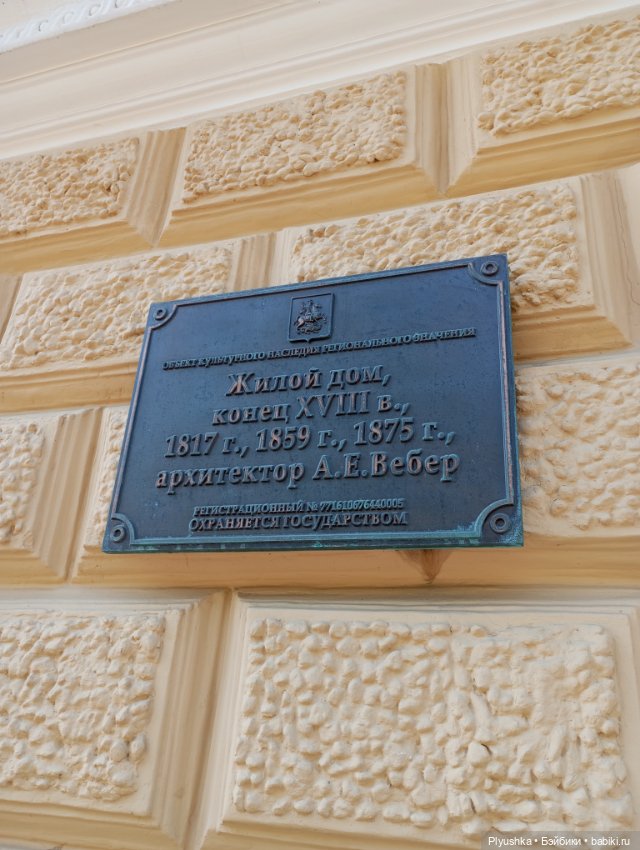 ОБЪЕКТ КУЛЬТУРНОГО НАСЛЕДИЯ РЕГИОНАЛЬНОГО ЗНАЧЕНИЯ
Жилой дом,
конец XVIII в.,
1817 г., 1859 г., 1875 г.,
архитектор А.Е.Вебер
РЕГИСТРАЦИОННЫЙ № 771610676440005
ОХРАНЯЕТСЯ ГОСУДАРСТВОМ
Plyushka • Бэйбики • babiki.ru